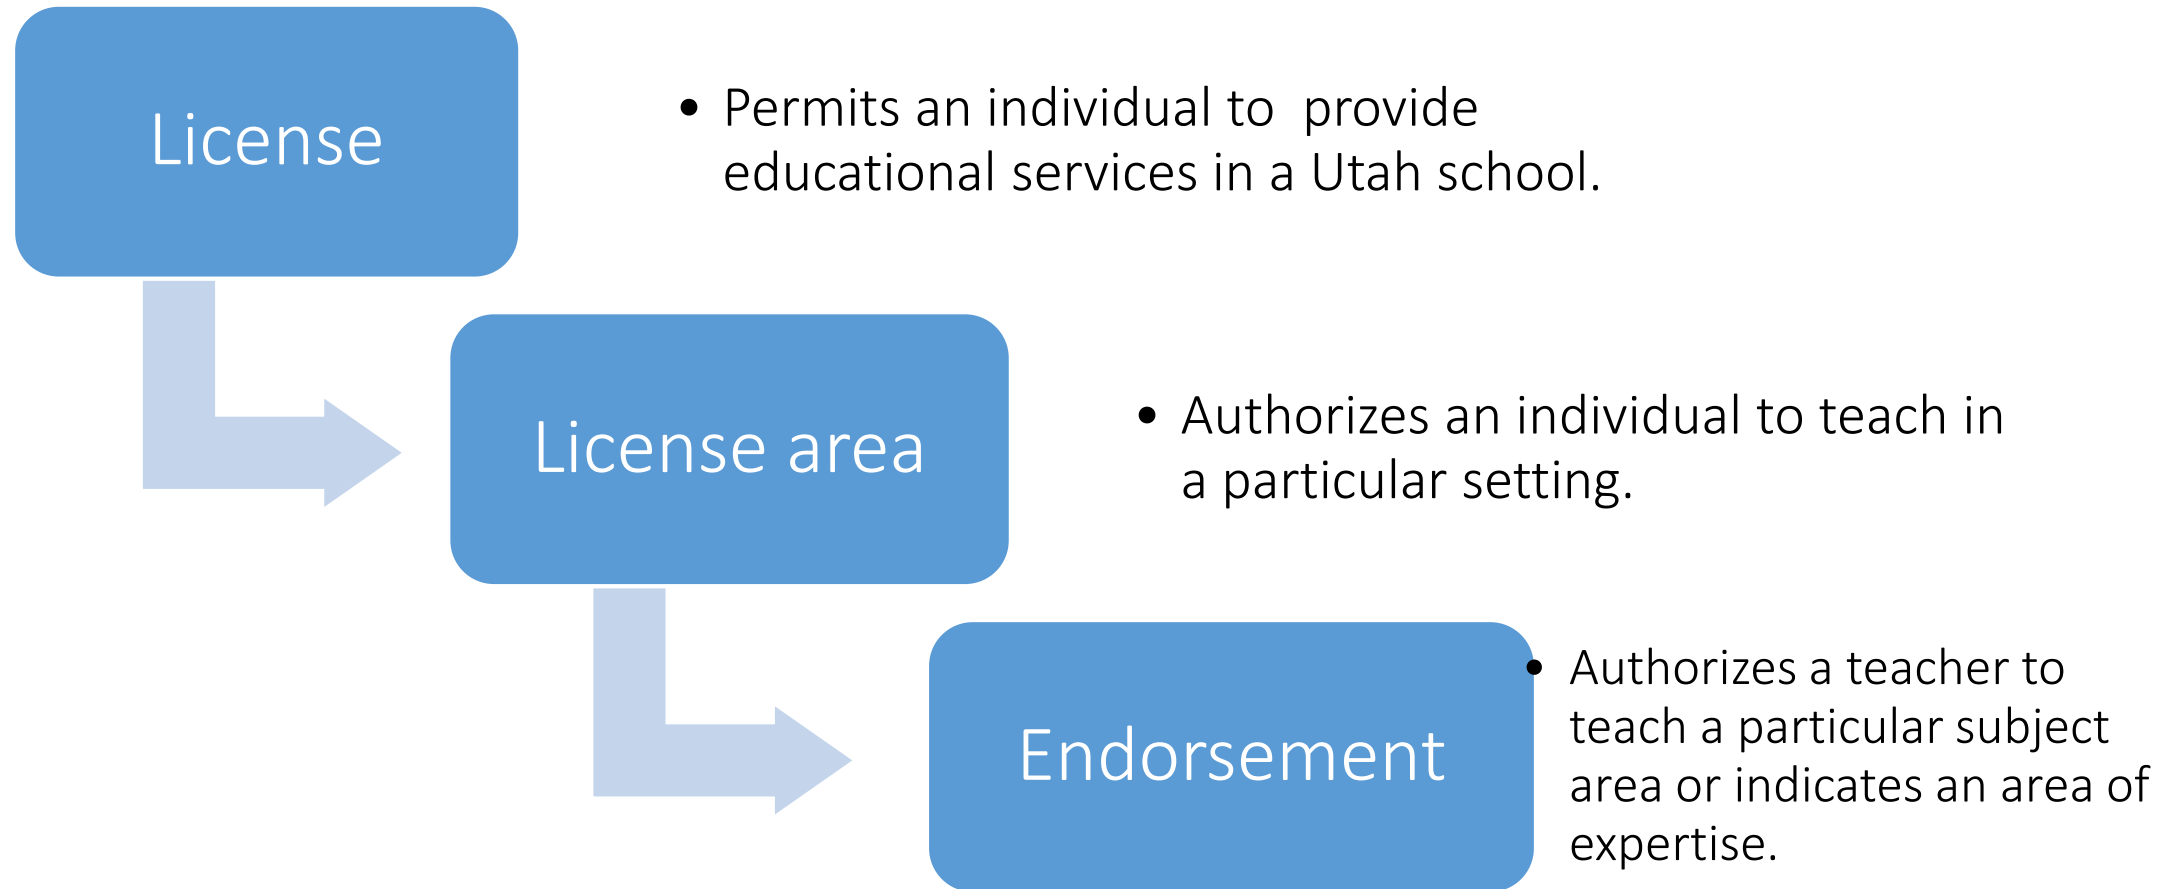 License
• Permits an individual to  provide
educational services in a Utah school.
License area
• Authorizes an individual to teach in
a particular setting.
Endorsement
• Authorizes a teacher to
teach a particular subject
area or indicates an area of
expertise.